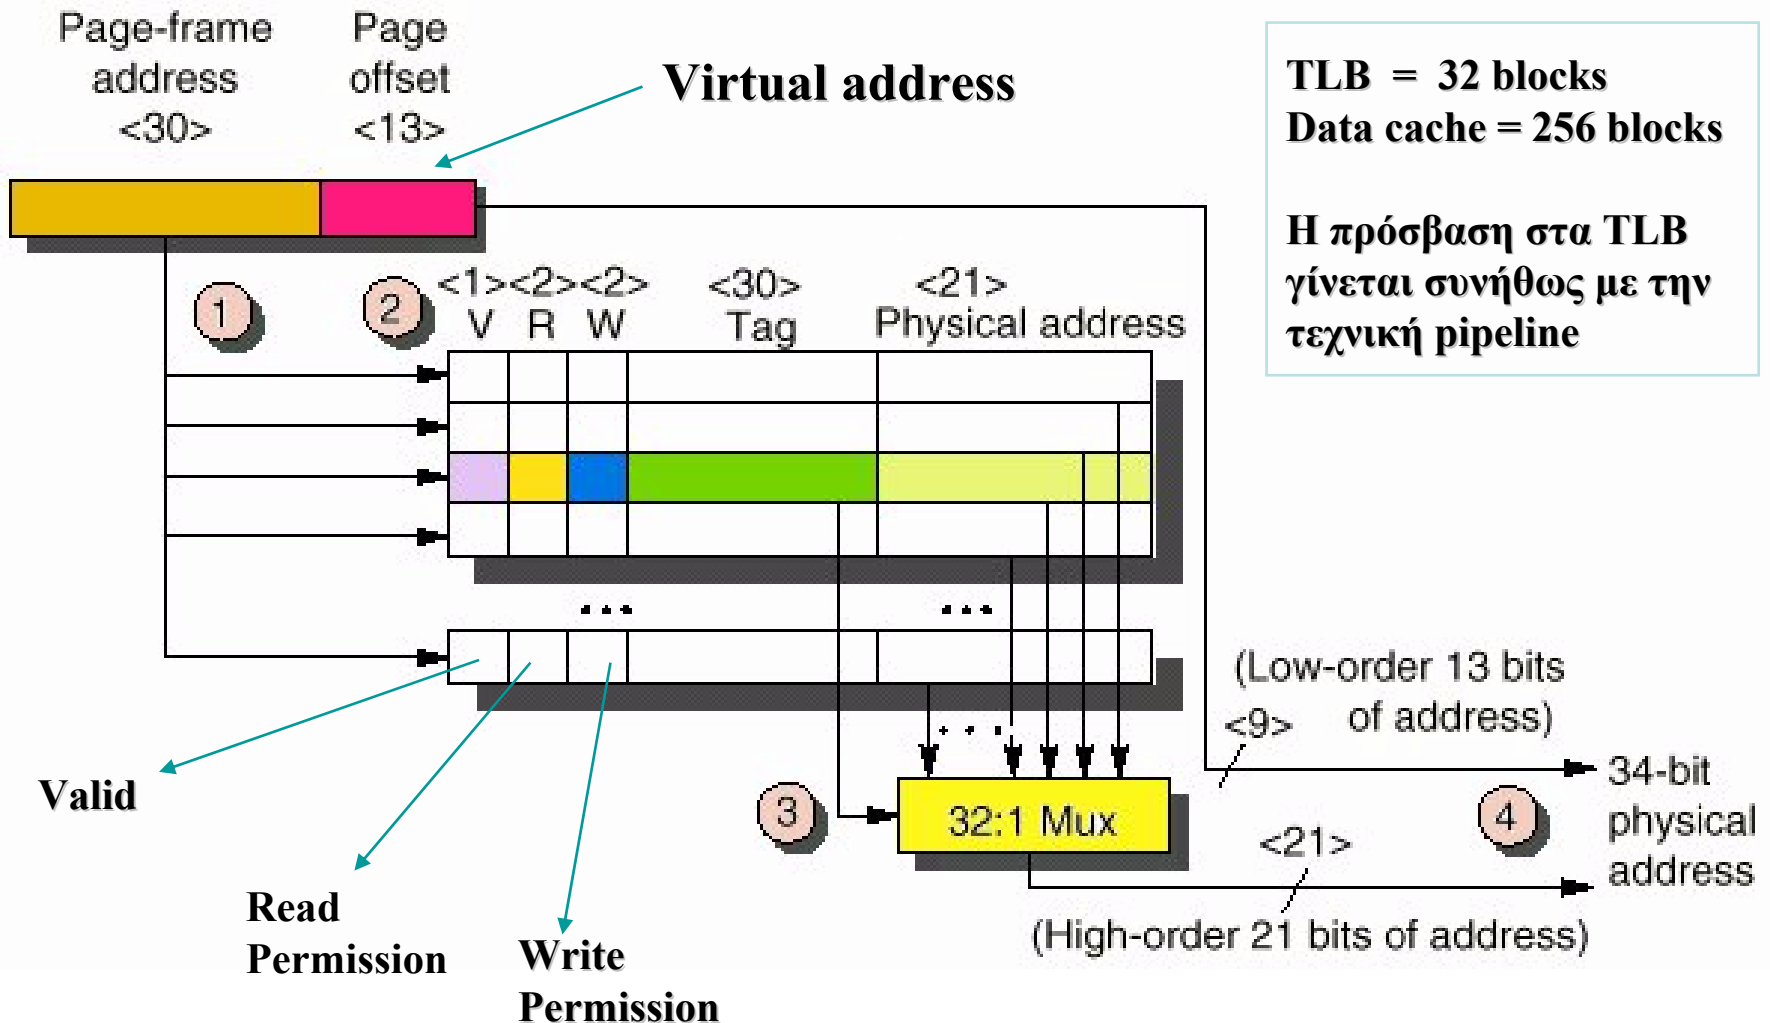 Page-frame
address
<30>
Page
offset
<13>
Virtual address
TLB = 32 blocks
Data cache = 256 blocks
Η πρόσβαση στα TLB
γίνεται συνήθως με την
τεχνική pipeline
1
2
<1> <2> <2> <30> <21>
V R W Tag Physical address
...
...
. . .
Valid
Read
Permission
Write
Permission
3
32:1 Mux
(Low-order 13 bits
of address)
<9>
4
34-bit
physical
address
<21>
(High-order 21 bits of address)